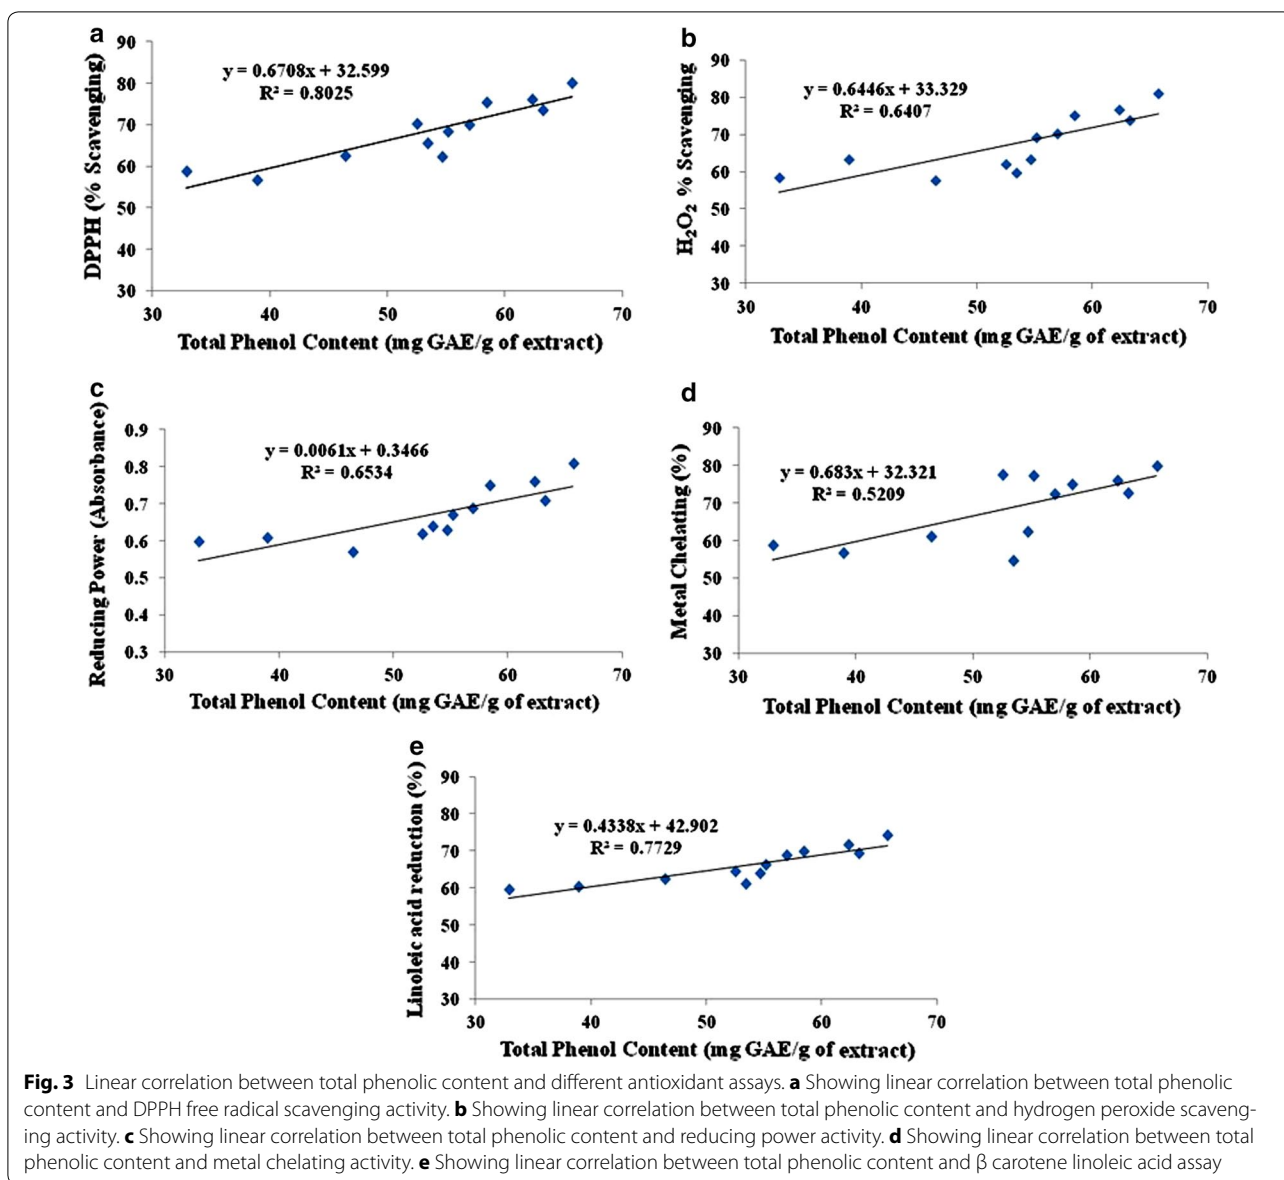 a
90
80
70
60
50
40
30
DPPH (% Scavenging)
y = 0.6708x + 32.599
R² = 0.8025
30 40 50 60 70
Total Phenol Content (mg GAE/g of extract)
b
90
80
70
60
50
40
30
H₂O₂ % Scavenging
y = 0.6446x + 33.329
R² = 0.6407
30 40 50 60 70
Total Phenol Content (mg GAE/g of extract)
c
0.9
0.8
0.7
0.6
0.5
0.4
0.3
Reducing Power (Absorbance)
y = 0.0061x + 0.3466
R² = 0.6534
30 40 50 60 70
Total Phenol Content (mg GAE/g of extract)
d
90
80
70
60
50
40
30
Metal Chelating (%)
y = 0.683x + 32.321
R² = 0.5209
30 40 50 60 70
Total Phenol Content (mg GAE/g of extract)
e
90
80
70
60
50
40
30
Linoleic acid reduction (%)
y = 0.4338x + 42.902
R² = 0.7729
30 40 50 60 70
Total Phenol Content (mg GAE/g of extract)
Fig. 3 Linear correlation between total phenolic content and different antioxidant assays. a Showing linear correlation between total phenolic
content and DPPH free radical scavenging activity. b Showing linear correlation between total phenolic content and hydrogen peroxide scaveng-
ing activity. c Showing linear correlation between total phenolic content and reducing power activity. d Showing linear correlation between total
phenolic content and metal chelating activity. e Showing linear correlation between total phenolic content and β carotene linoleic acid assay